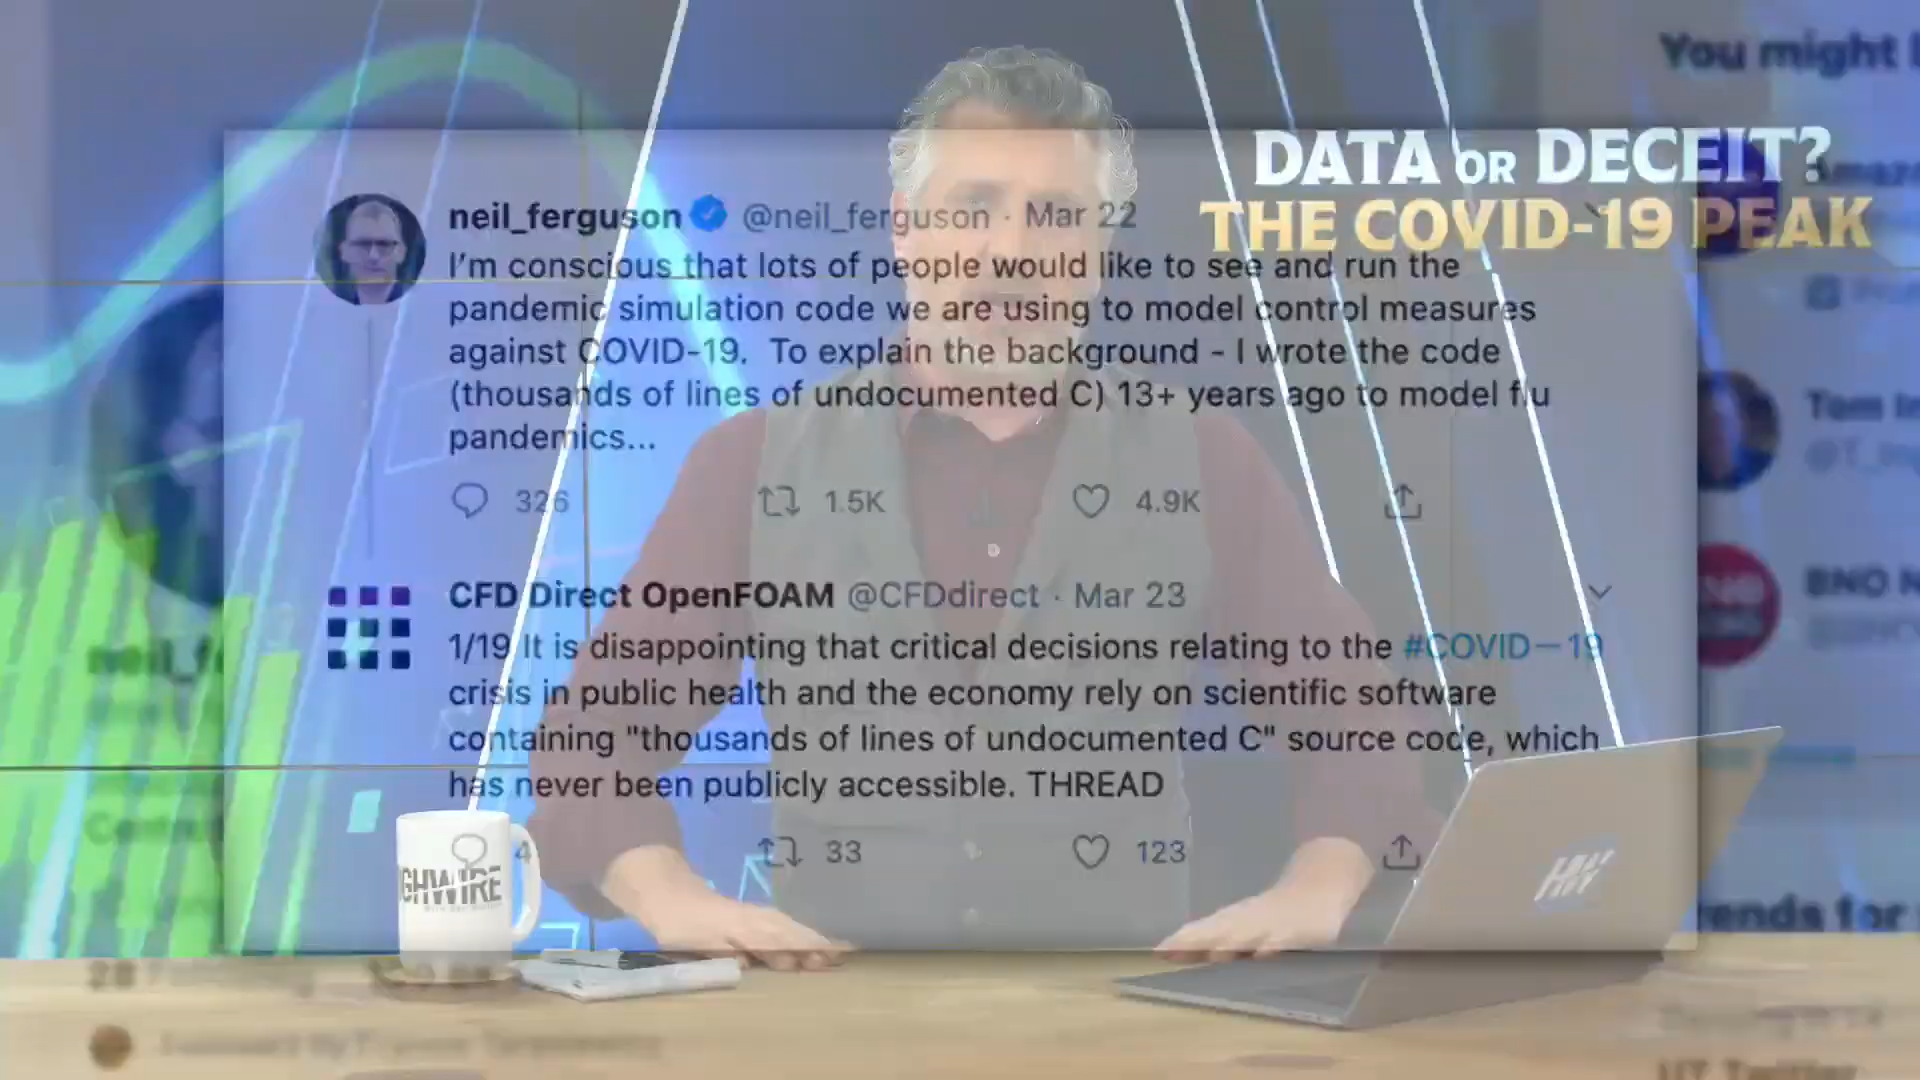 You might
DATA OR DECEIT?
THE COVID-19 PEAK
neil_ferguson @neil_ferguson · Mar 22
I'm conscious that lots of people would like to see and run the
pandemic simulation code we are using to model control measures
against COVID-19. To explain the background - I wrote the code
(thousands of lines of undocumented C) 13+ years ago to model flu
pandemics...
326 1.5K 4.9K
CFD Direct OpenFOAM @CFDdirect · Mar 23
1/19 It is disappointing that critical decisions relating to the #COVID—19
crisis in public health and the economy rely on scientific software
containing "thousands of lines of undocumented C" source code, which
has never been publicly accessible. THREAD
4 33 123
GHWIRE
HW
Tom
BNO